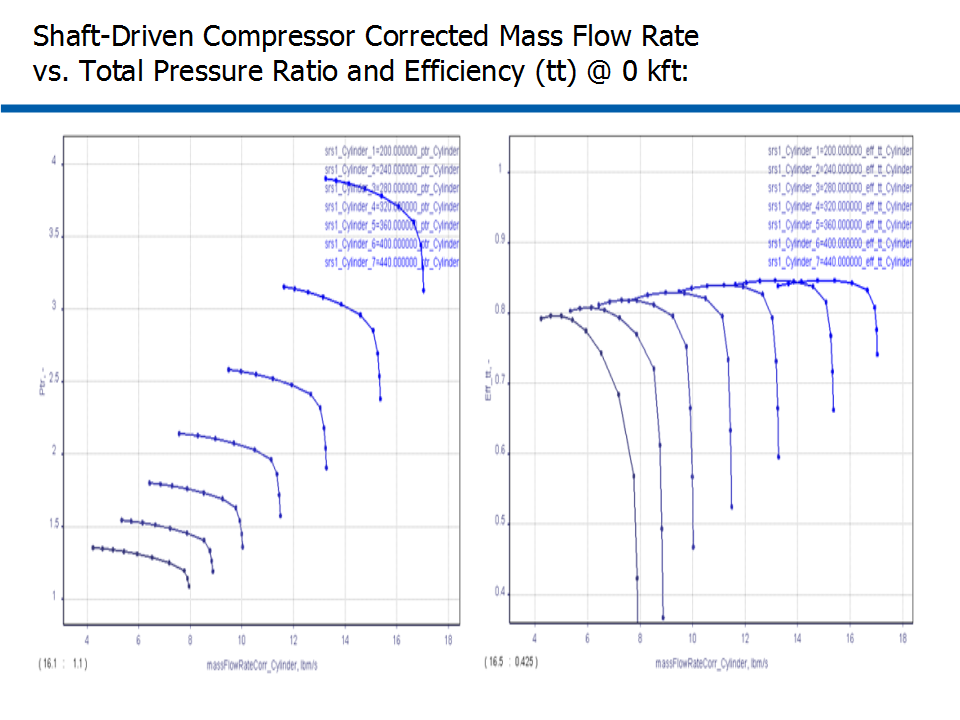 Shaft-Driven Compressor Corrected Mass Flow Rate
vs. Total Pressure Ratio and Efficiency (tt) @ 0 kft:
srs1_Cylinder_1=200.000000_ptr_Cylinder
srs1_Cylinder_2=240.000000_ptr_Cylinder
srs1_Cylinder_3=280.000000_ptr_Cylinder
srs1_Cylinder_4=320.000000_ptr_Cylinder
srs1_Cylinder_5=360.000000_ptr_Cylinder
srs1_Cylinder_6=400.000000_ptr_Cylinder
srs1_Cylinder_7=440.000000_ptr_Cylinder
4
3.5
3
2.5
2
1.5
1
Ptr, -
4 6 8 10 12 14 16 18
(16.1 : 1.1)
massFlowRateCorr_Cylinder, lbm/s
srs1_Cylinder_1=200.000000_eff_tt_Cylinder
srs1_Cylinder_2=240.000000_eff_tt_Cylinder
srs1_Cylinder_3=280.000000_eff_tt_Cylinder
srs1_Cylinder_4=320.000000_eff_tt_Cylinder
srs1_Cylinder_5=360.000000_eff_tt_Cylinder
srs1_Cylinder_6=400.000000_eff_tt_Cylinder
srs1_Cylinder_7=440.000000_eff_tt_Cylinder
1
0.9
0.8
0.7
0.6
0.5
0.4
Eff_tt, -
4 6 8 10 12 14 16 18
(16.5 : 0.425)
massFlowRateCorr_Cylinder, lbm/s